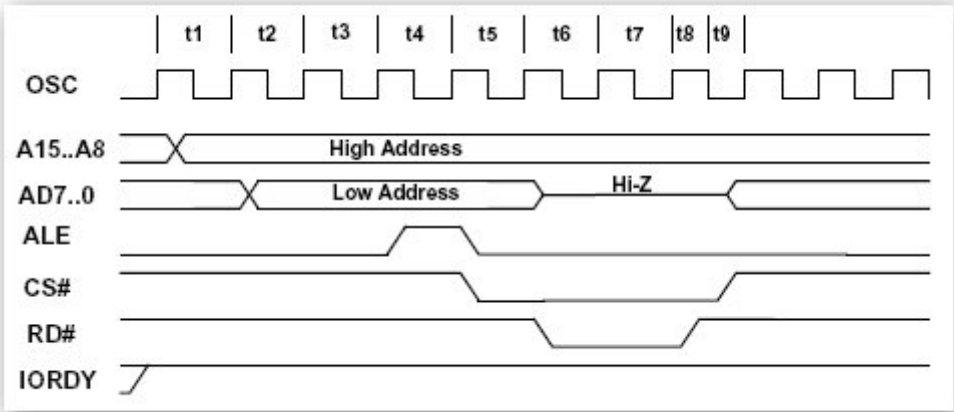 t1 t2 t3 t4 t5 t6 t7 t8 t9
OSC
A15..A8 High Address
AD7..0 Low Address Hi-Z
ALE
CS#
RD#
IORDY